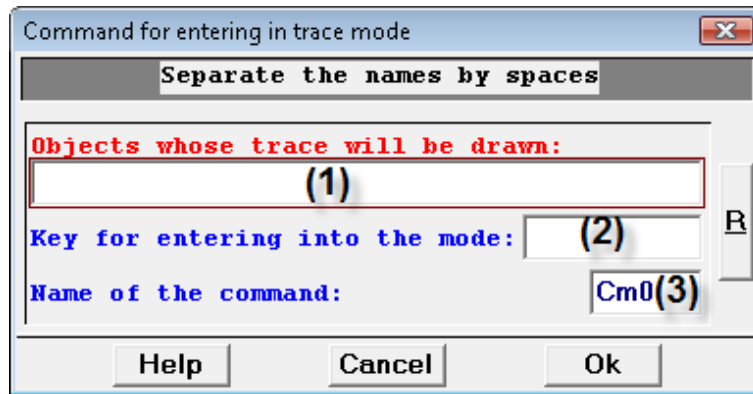 Command for entering in trace mode
Separate the names by spaces
Objects whose trace will be drawn:
(1)
Key for entering into the mode: (2)
R
Name of the command: Cm0(3)
Help Cancel Ok